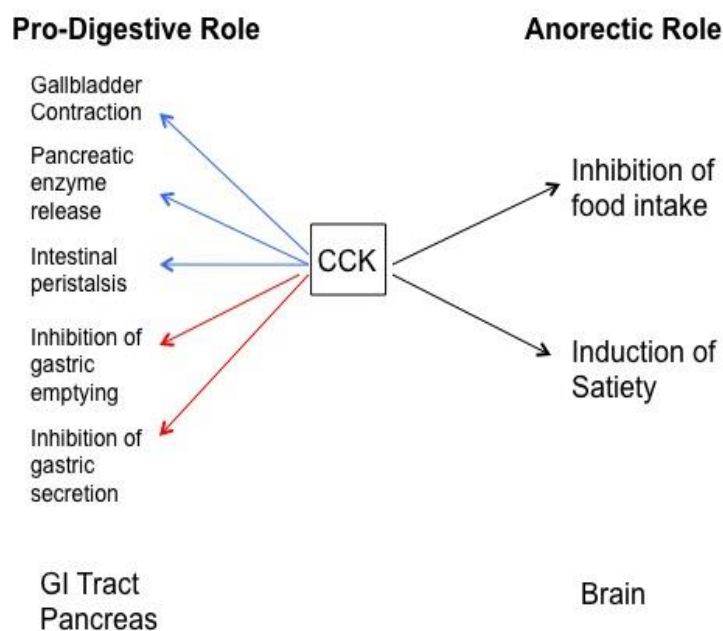 Pro-Digestive Role
Anorectic Role
Gallbladder
Contraction
Pancreatic
enzyme
release
Intestinal
peristalsis
Inhibition of
gastric
emptying
Inhibition of
gastric
secretion
CCK
Inhibition of
food intake
Induction of
Satiety
GI Tract
Pancreas
Brain